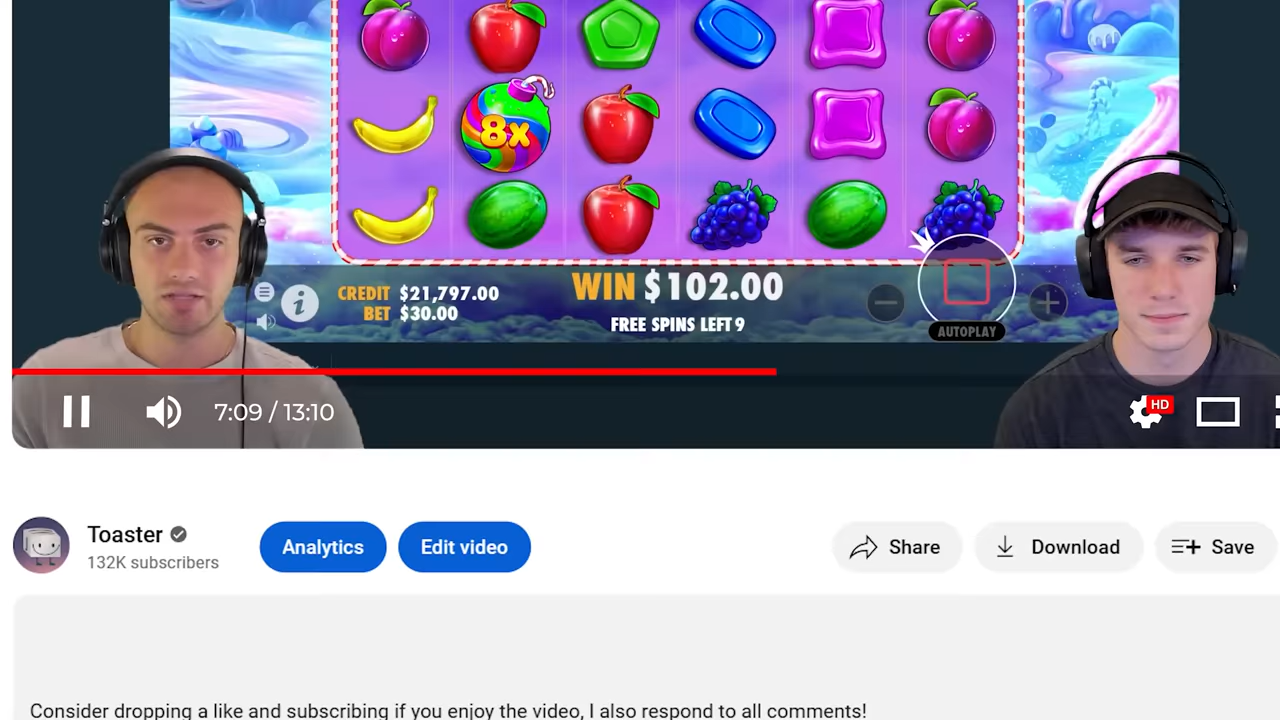 8x
WIN $102.00
CREDIT $21,797.00
BET $30.00
FREE SPINS LEFT 9
AUTOPLAY
7:09 / 13:10
HD
Toaster
132K subscribers
Analytics
Edit video
Share
Download
Save
Consider dropping a like and subscribing if you enjoy the video, I also respond to all comments!